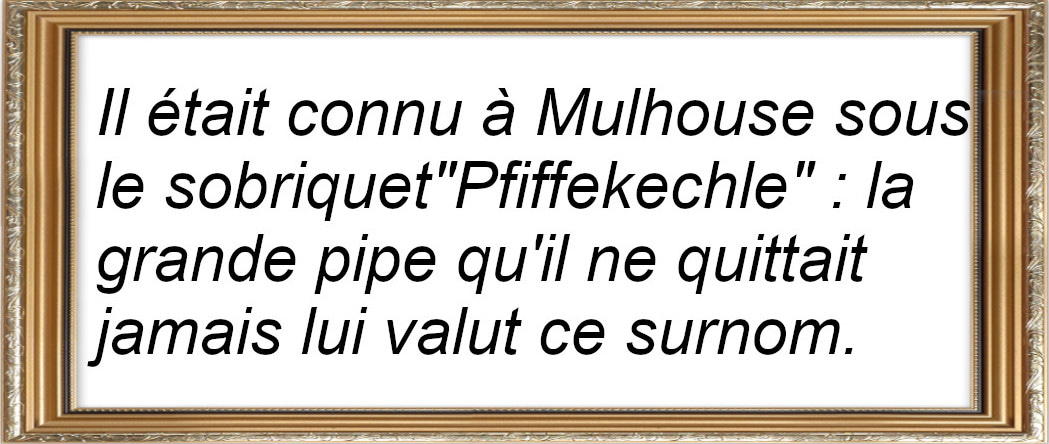 Il était connu à Mulhouse sous
le sobriquet"Pfiffekechle" : la
grande pipe qu'il ne quittait
jamais lui valut ce surnom.